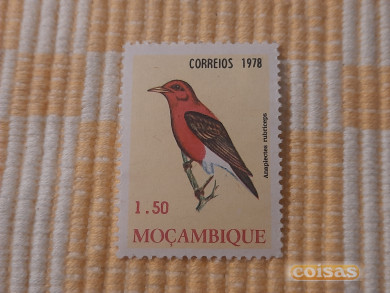 CORREIOS 1978
Anaplectes rubriceps
1.50
MOÇAMBIQUE
coisas